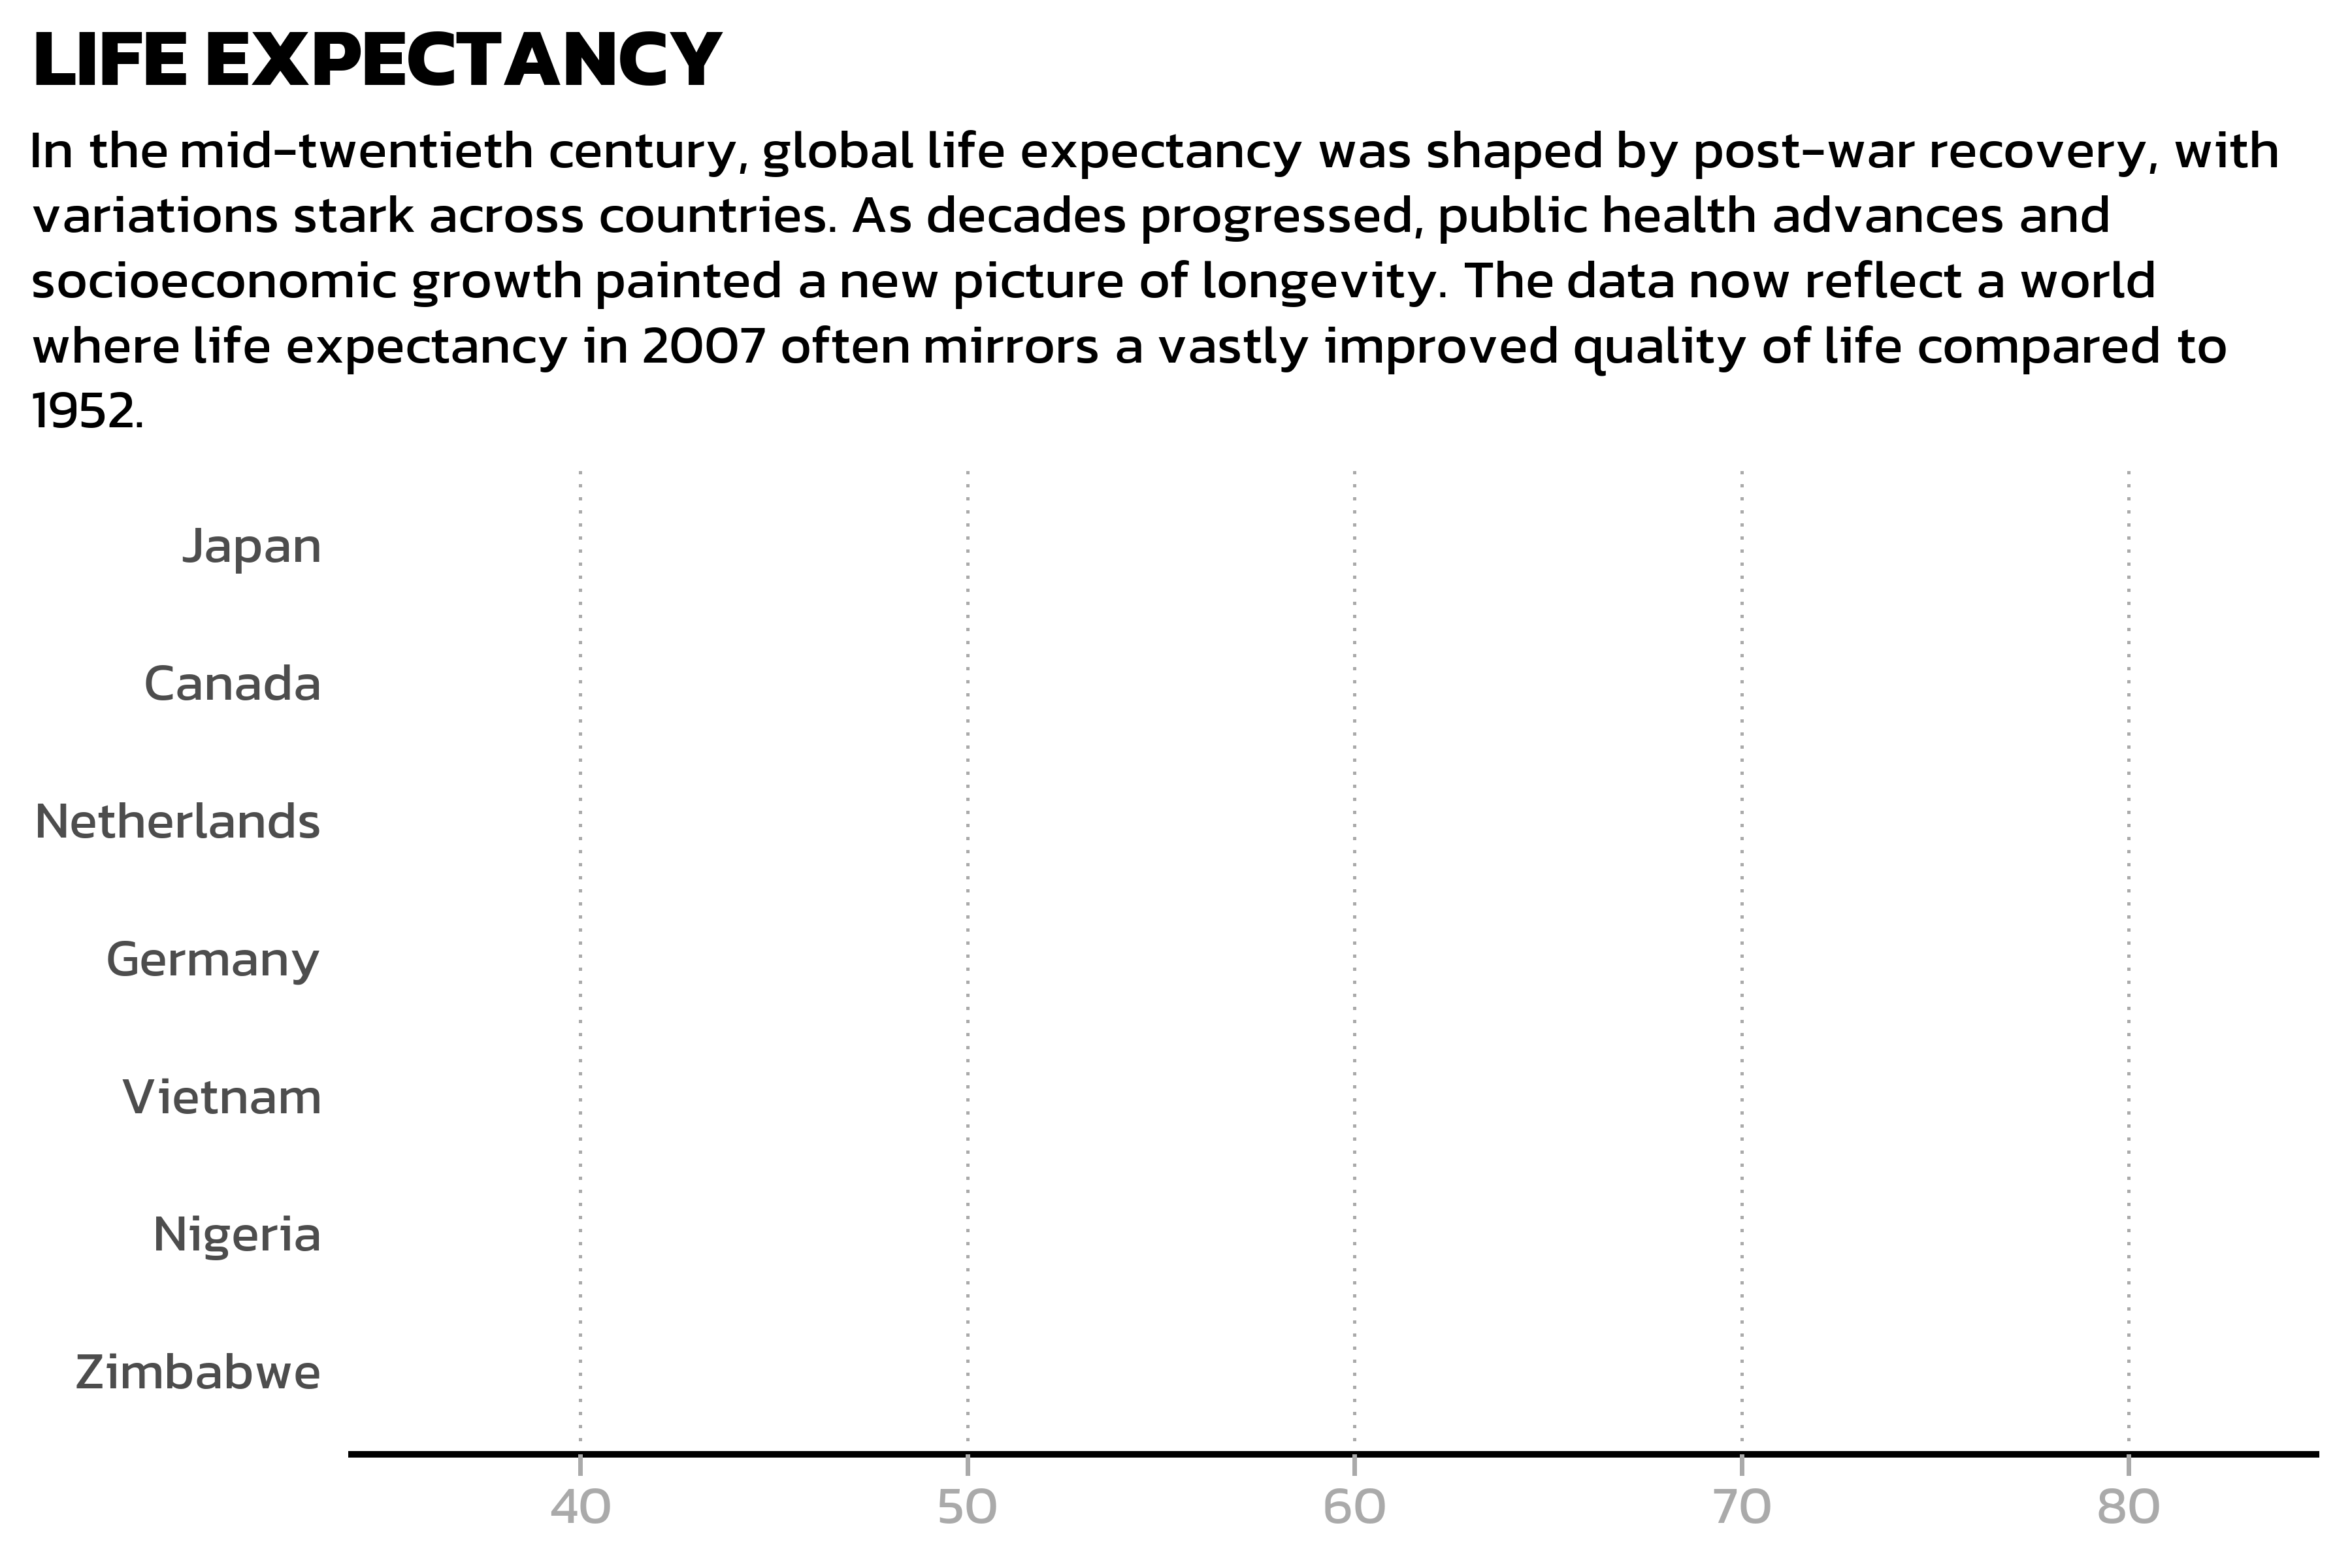 LIFE EXPECTANCY
In the mid-twentieth century, global life expectancy was shaped by post-war recovery, with
variations stark across countries. As decades progressed, public health advances and
socioeconomic growth painted a new picture of longevity. The data now reflect a world
where life expectancy in 2007 often mirrors a vastly improved quality of life compared to
1952.
Japan
Canada
Netherlands
Germany
Vietnam
Nigeria
Zimbabwe
40 50 60 70 80